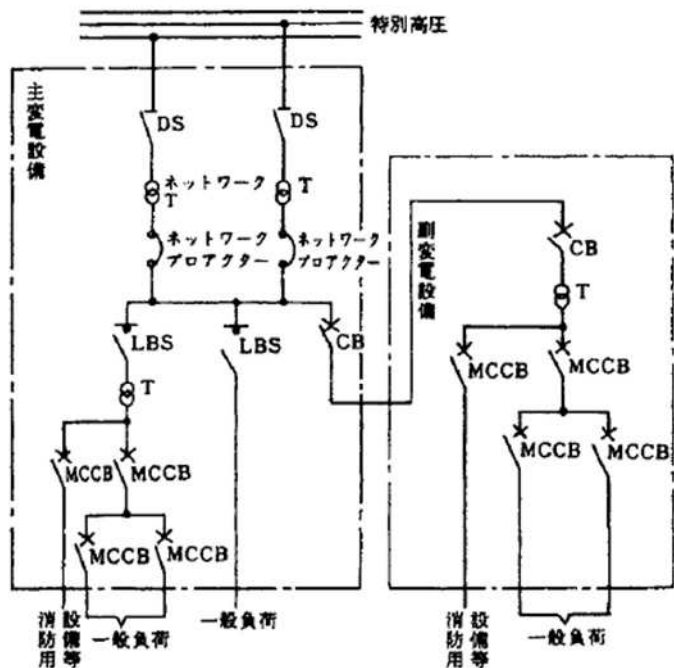 特別高圧
主変電設備
DS
DS
ネットワーク
T
T
ネットワーク
プロアクター
ネットワーク
プロアクター
副変電設備
CB
T
LBS
LBS
CB
MCCB
MCCB
T
MCCB
MCCB
MCCB
MCCB
MCCB
MCCB
消防用
設備等
一般負荷
一般負荷
消防用
設備等
一般負荷